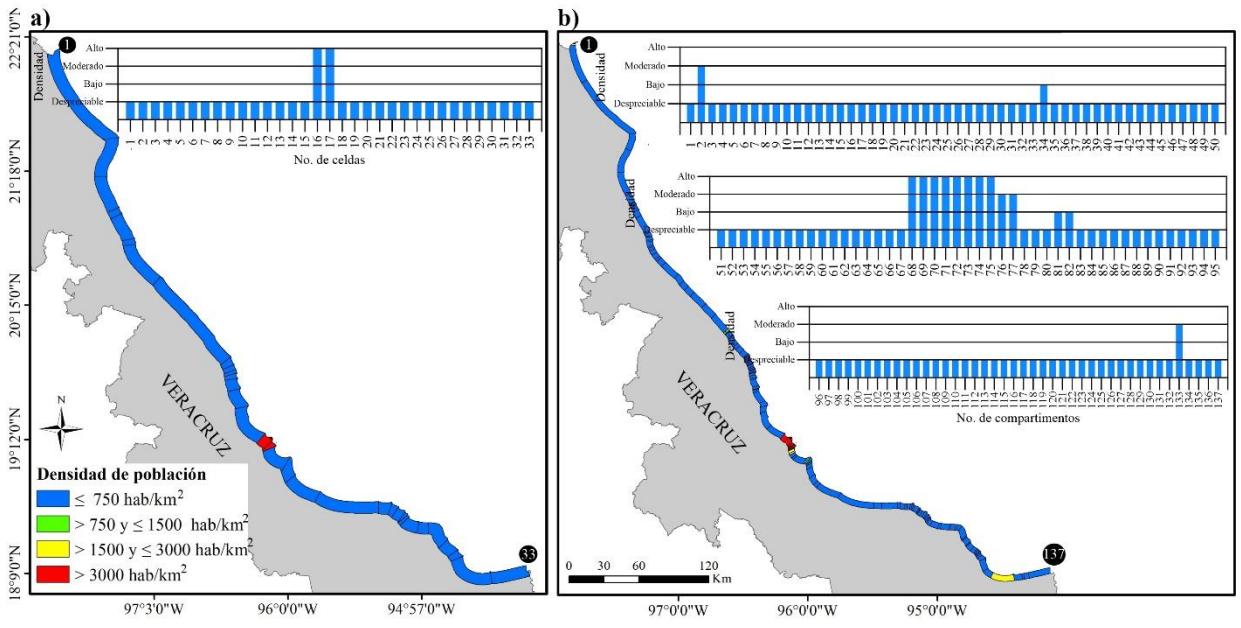 a)
22°21'0"N
21°18'0"N
20°15'0"N
19°12'0"N
18°9'0"N
1
Densidad
Alto
Moderado
Bajo
Despreciable
1 2 3 4 5 6 7 8 9 10 11 12 13 14 15 16 17 18 19 20 21 22 23 24 25 26 27 28 29 30 31 32 33
No. de celdas
VERACRUZ
N
Densidad de población
≤ 750 hab/km²
> 750 y ≤ 1500 hab/km²
> 1500 y ≤ 3000 hab/km²
> 3000 hab/km²
33
97°30'0"W 96°0'0"W 94°57'0"W
b)
1
Densidad
Alto
Moderado
Bajo
Despreciable
1 2 3 4 5 6 7 8 9 10 11 12 13 14 15 16 17 18 19 20 21 22 23 24 25 26 27 28 29 30 31 32 33 34 35 36 37 38 39 40 41 42 43 44 45 46 47 48 49 50
Densidad
Alto
Moderado
Bajo
Despreciable
51 52 53 54 55 56 57 58 59 60 61 62 63 64 65 66 67 68 69 70 71 72 73 74 75 76 77 78 79 80 81 82 83 84 85 86 87 88 89 90 91 92 93 94 95
Densidad
Alto
Moderado
Bajo
Despreciable
96 97 98 99 100 101 102 103 104 105 106 107 108 109 110 111 112 113 114 115 116 117 118 119 120 121 122 123 124 125 126 127 128 129 130 131 132 133 134 135 136 137
No. de compartimentos
VERACRUZ
137
0 30 60 120
Km
97°0'0"W 96°0'0"W 95°0'0"W